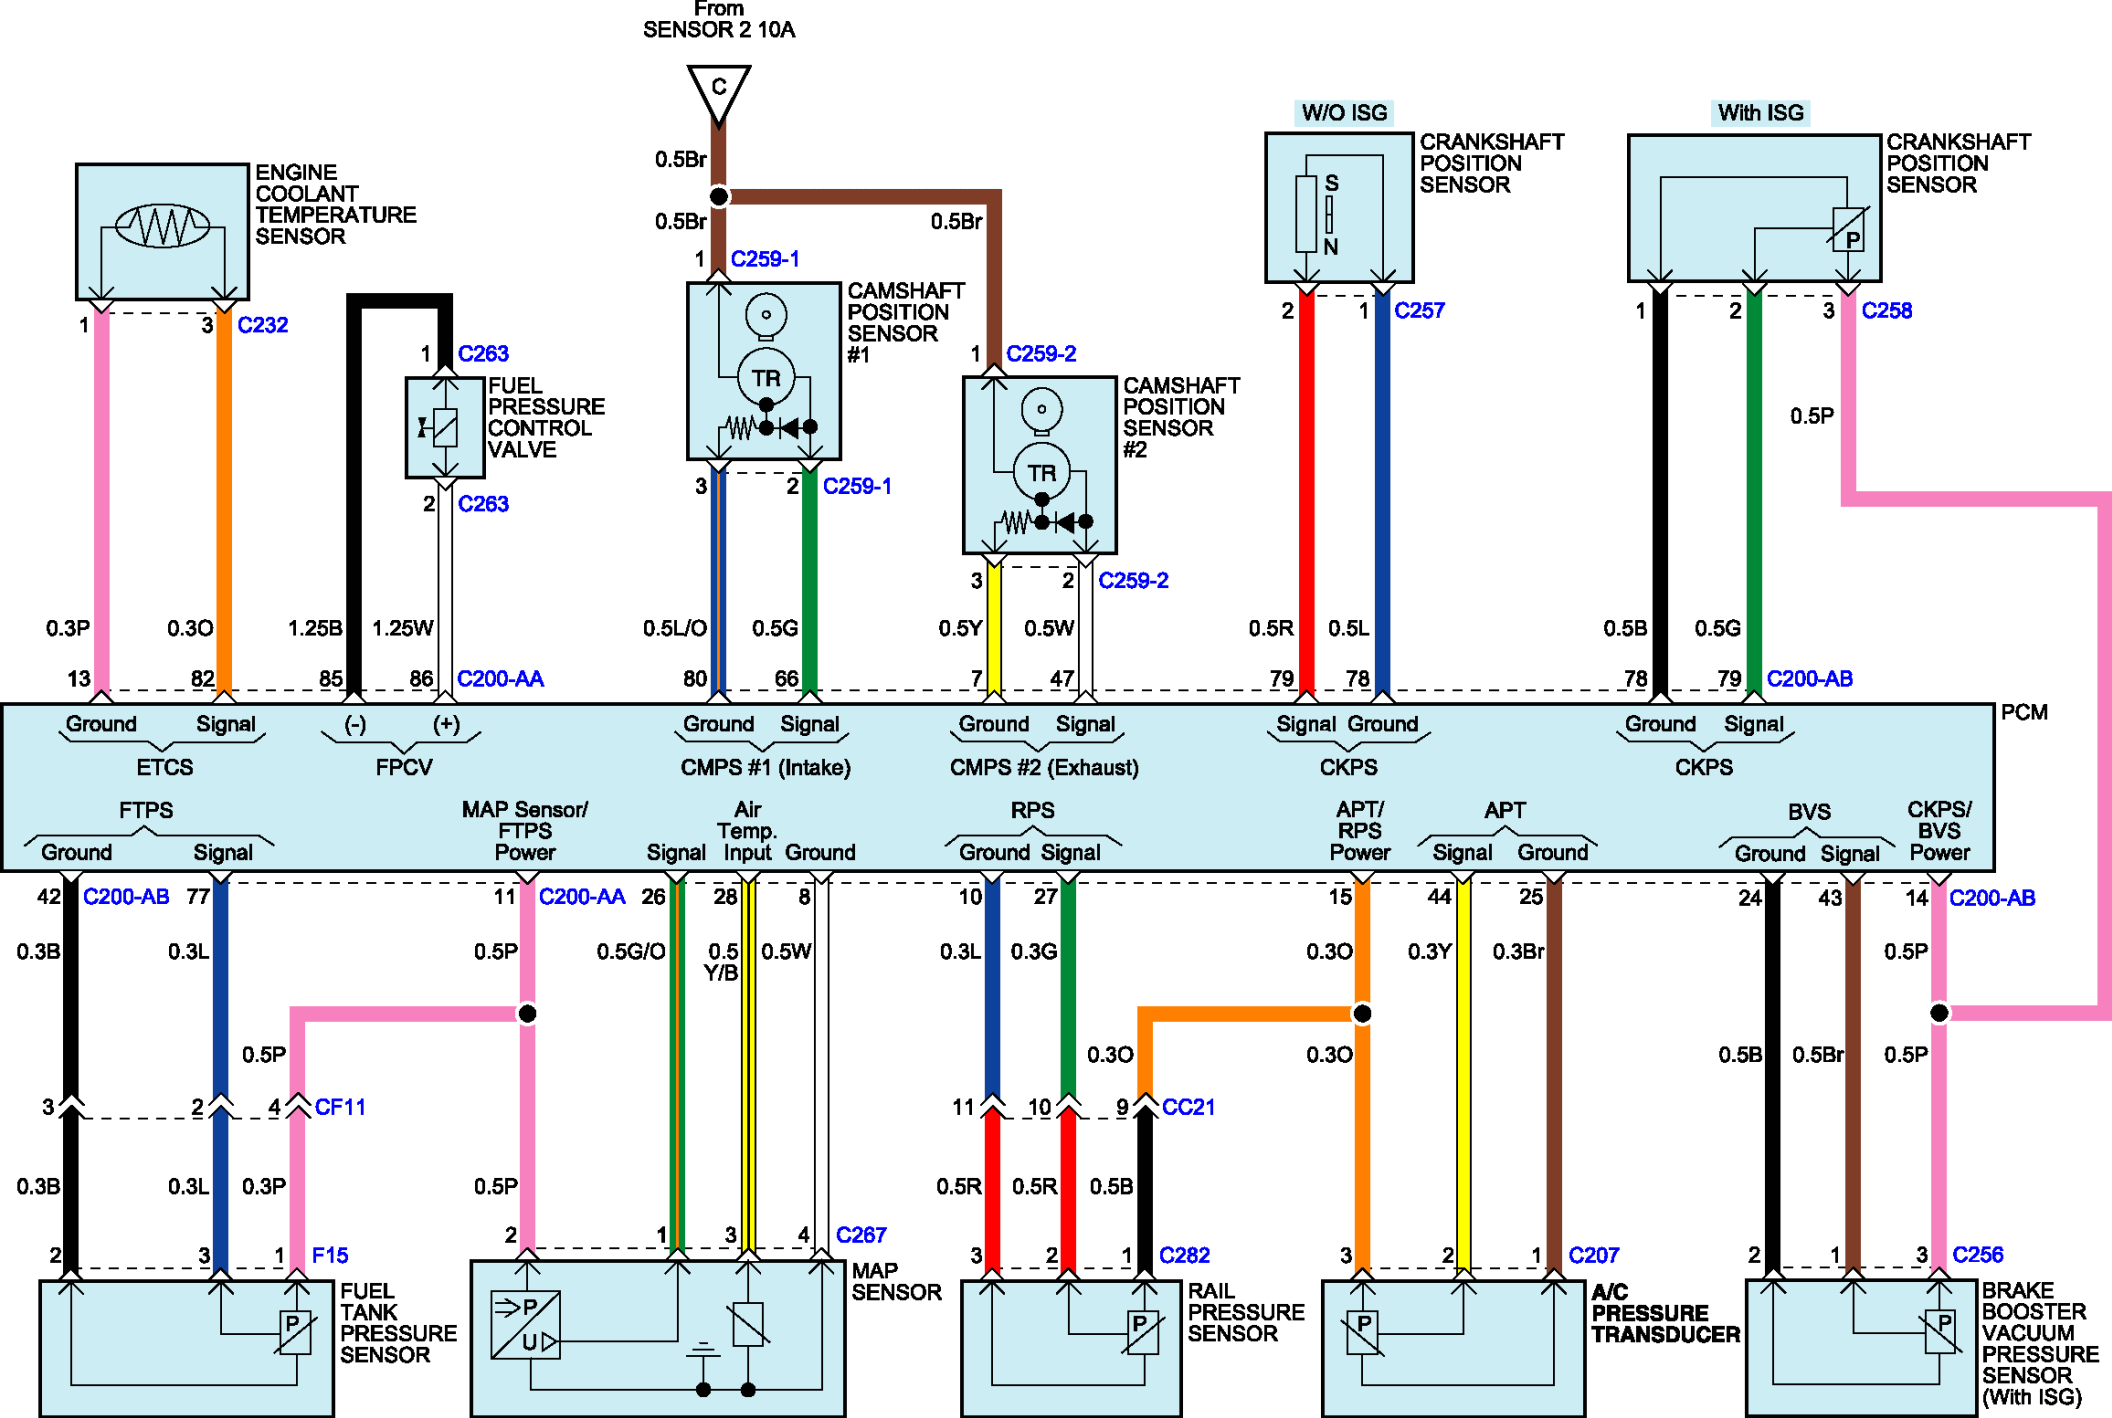 From
SENSOR 2 10A
C
0.5Br
0.5Br
0.5Br
W/O ISG
With ISG
ENGINE
COOLANT
TEMPERATURE
SENSOR
1
3
C232
1
C263
FUEL
PRESSURE
CONTROL
VALVE
2
C263
1
C259-1
CAMSHAFT
POSITION
SENSOR
#1
TR
3
2
C259-1
1
C259-2
CAMSHAFT
POSITION
SENSOR
#2
TR
3
2
C259-2
CRANKSHAFT
POSITION
SENSOR
S
N
2
1
C257
CRANKSHAFT
POSITION
SENSOR
P
1
2
3
C258
0.5P
0.3P
0.3O
1.25B
1.25W
0.5L/O
0.5G
0.5Y
0.5W
0.5R
0.5L
0.5B
0.5G
13
82
85
86
C200-AA
80
66
7
47
79
78
78
79
C200-AB
PCM
Ground
Signal
(-)
(+)
Ground
Signal
Ground
Signal
Signal
Ground
Ground
Signal
ETCS
FPCV
CMPS #1 (Intake)
CMPS #2 (Exhaust)
CKPS
CKPS
FTPS
Ground
Signal
MAP Sensor/
FTPS
Power
Signal
Air
Temp.
Input
Ground
RPS
Ground
Signal
APT/
RPS
Power
APT
Signal
Ground
BVS
Ground
Signal
CKPS/
BVS
Power
42
C200-AB
77
11
C200-AA
26
28
8
10
27
15
44
25
24
43
14
C200-AB
0.3B
0.3L
0.5P
0.5G/O
0.5
Y/B
0.5W
0.3L
0.3G
0.3O
0.3Y
0.3Br
0.5P
0.5P
0.3O
0.3O
0.5B
0.5Br
0.5P
3
2
4
CF11
11
10
9
CC21
0.3B
0.3L
0.3P
0.5P
0.5R
0.5R
0.5B
2
3
1
F15
2
1
3
4
C267
3
2
1
C282
3
2
1
C207
2
1
3
C256
FUEL
TANK
PRESSURE
SENSOR
P
MAP
SENSOR
P
U
RAIL
PRESSURE
SENSOR
P
A/C
PRESSURE
TRANSDUCER
P
BRAKE
BOOSTER
VACUUM
PRESSURE
SENSOR
(With ISG)
P